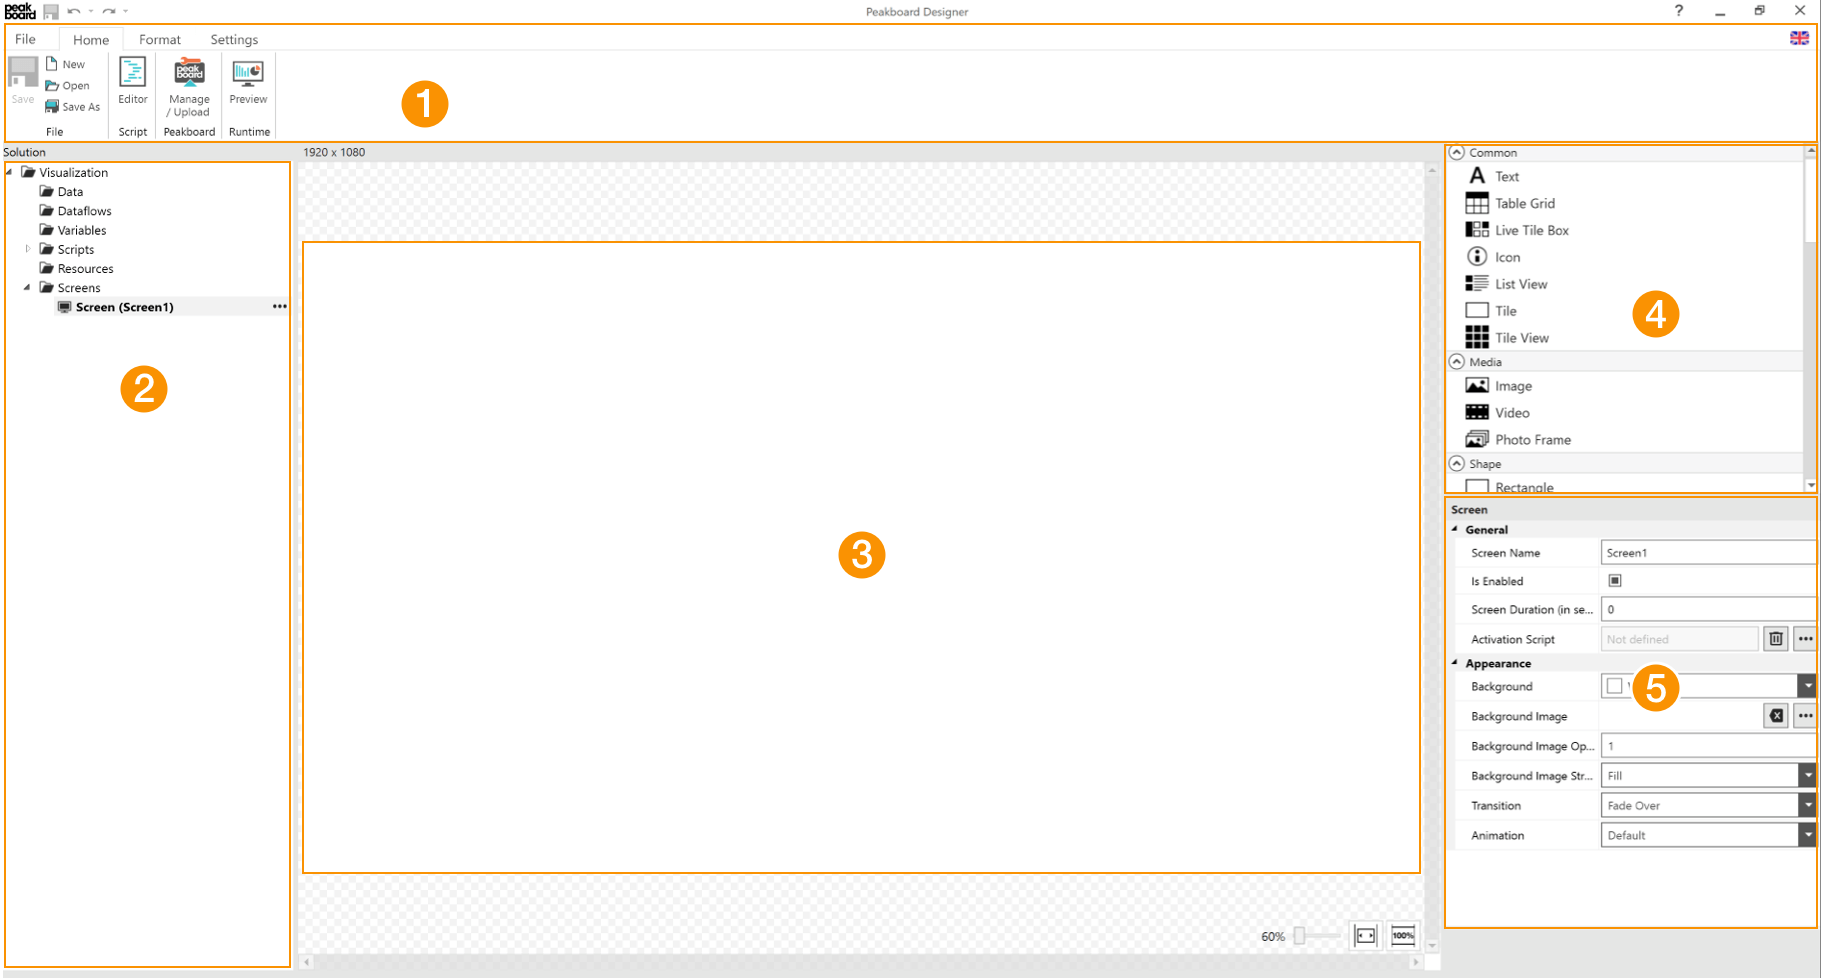 peak
board
Peakboard Designer
?
File Home Format Settings
Save
New
Open
Save As
File
Editor
Script
peak
board
Manage
/ Upload
Peakboard
Preview
Runtime
1
Solution
1920 x 1080
Visualization
Data
Dataflows
Variables
Scripts
Resources
Screens
Screen (Screen1)
2
3
60%
100%
Common
A Text
Table Grid
Live Tile Box
Icon
List View
Tile
Tile View
4
Media
Image
Video
Photo Frame
Shape
Rectangle
Screen
General
Screen Name Screen1
Is Enabled
Screen Duration (in se... 0
Activation Script Not defined
Appearance
Background
5
Background Image
Background Image Op... 1
Background Image Str... Fill
Transition Fade Over
Animation Default